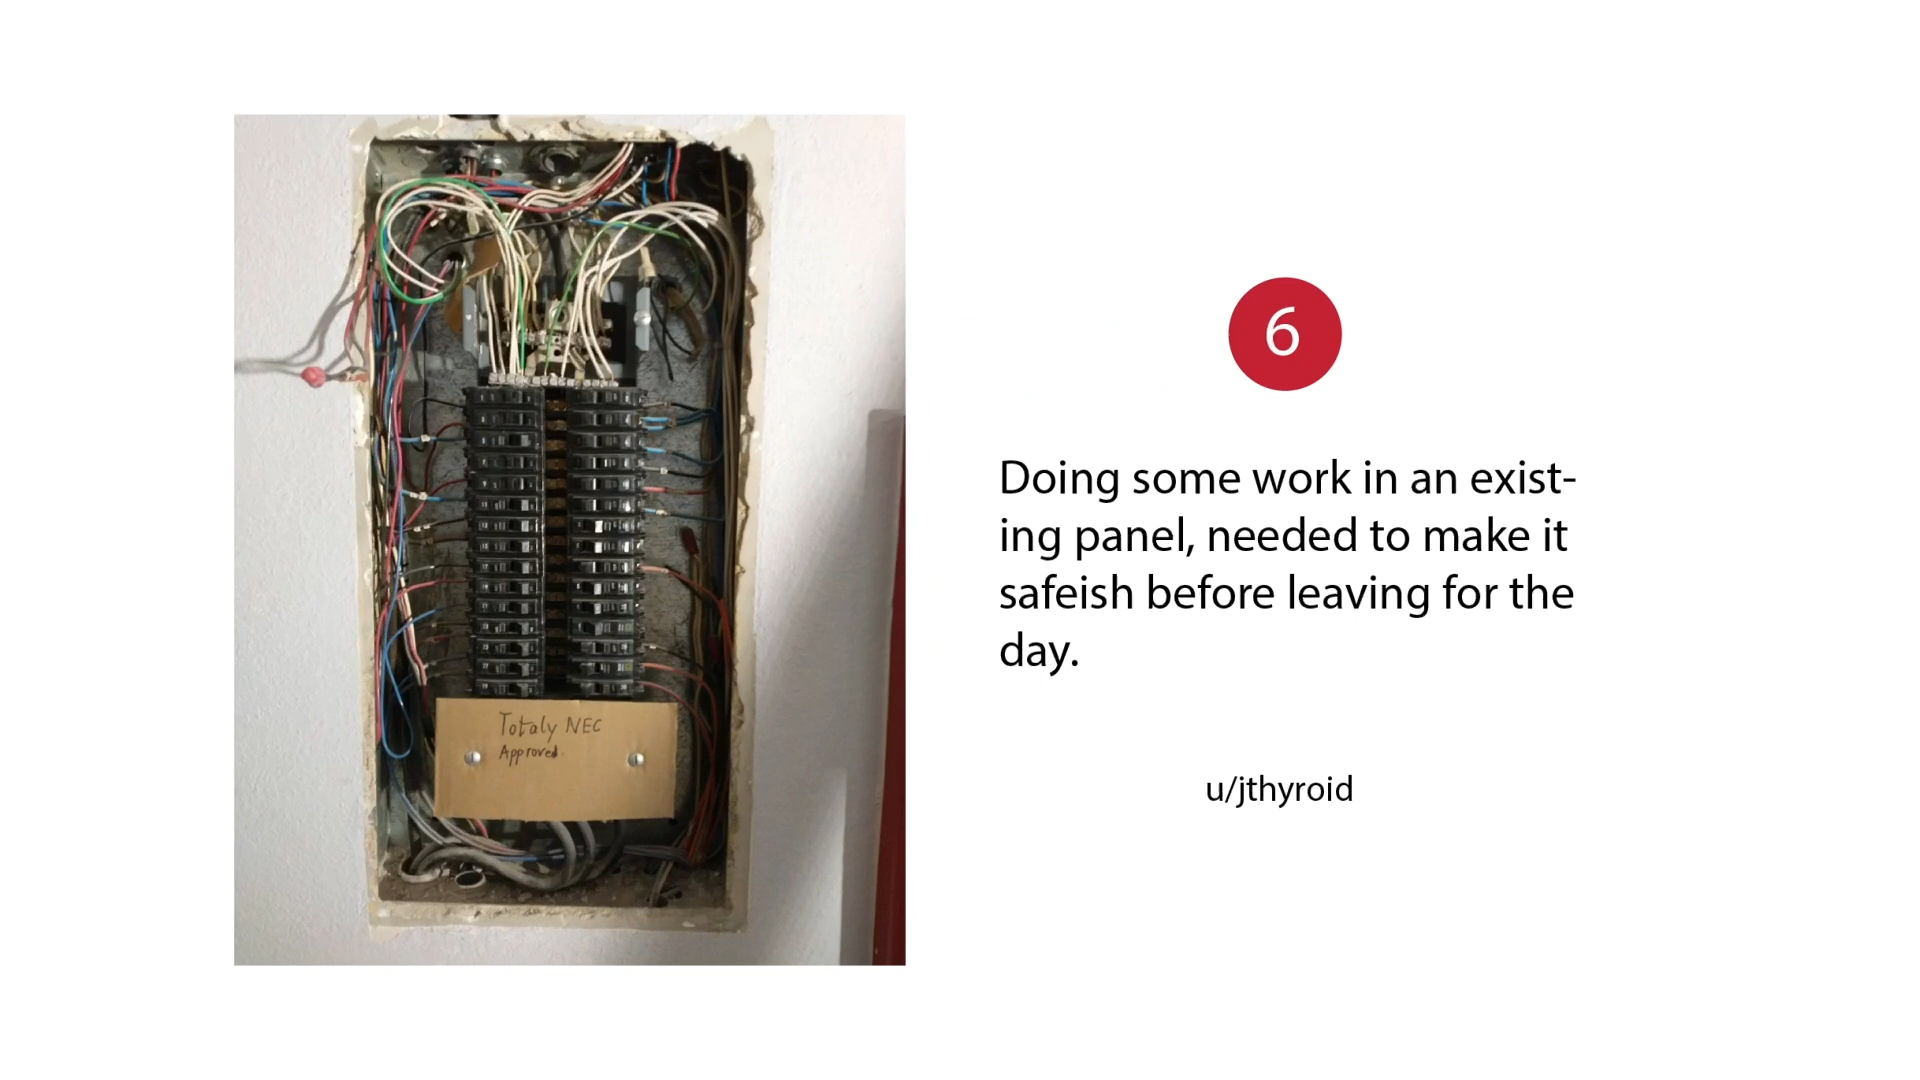 6
Doing some work in an exist-
ing panel, needed to make it
safeish before leaving for the
day.
u/jthyroid
Totaly NEC
Approved.